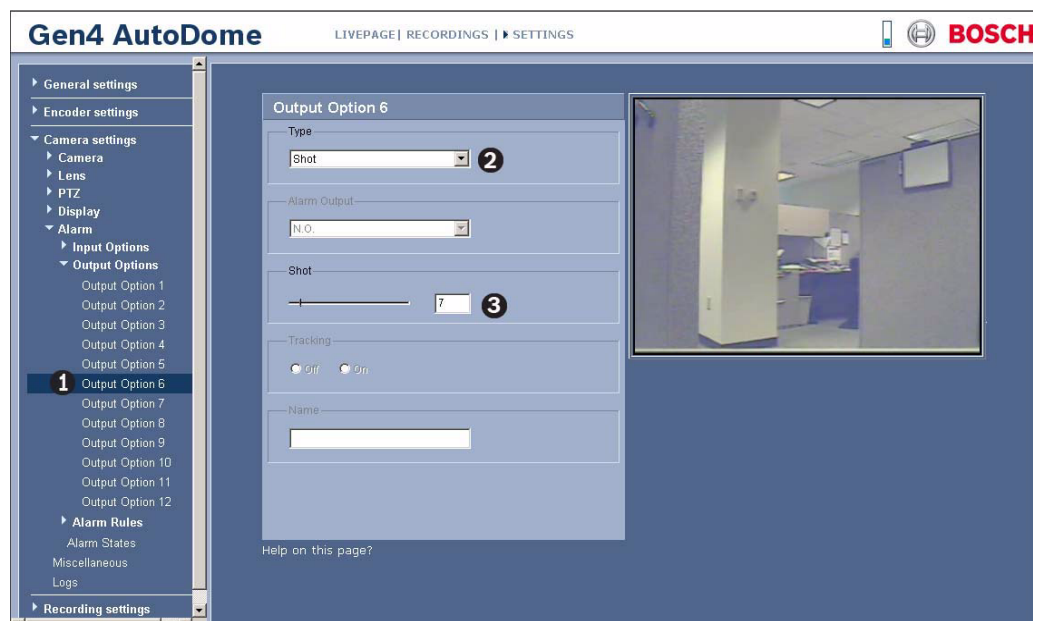 Gen4 AutoDome
LIVEPAGE| RECORDINGS | SETTINGS
BOSCH
General settings
Encoder settings
Camera settings
Camera
Lens
PTZ
Display
Alarm
Input Options
Output Options
Output Option 1
Output Option 2
Output Option 3
Output Option 4
Output Option 5
1 Output Option 6
Output Option 7
Output Option 8
Output Option 9
Output Option 10
Output Option 11
Output Option 12
Alarm Rules
Alarm States
Miscellaneous
Logs
Recording settings
Output Option 6
Type
Shot 2
Alarm Output
N.O.
Shot
7 3
Tracking
Off On
Name
Help on this page?